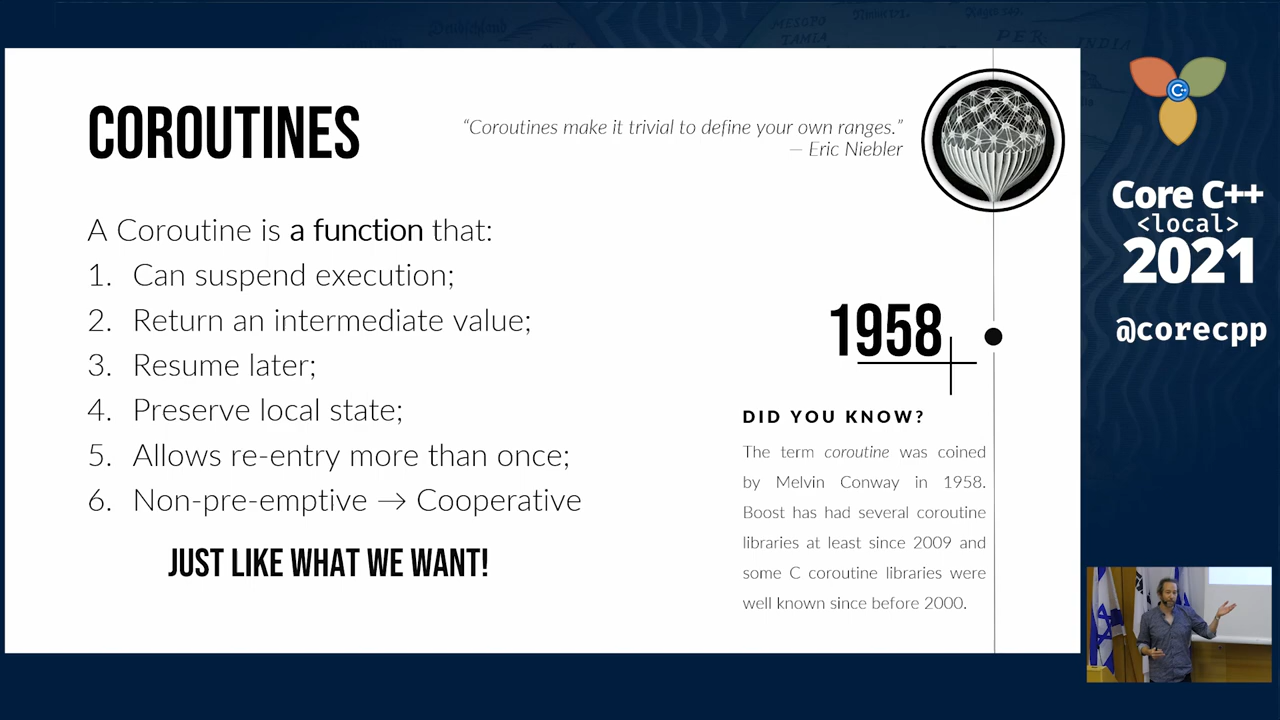 COROUTINES
“Coroutines make it trivial to define your own ranges.”
— Eric Niebler
A Coroutine is a function that:
1. Can suspend execution;
2. Return an intermediate value;
3. Resume later;
4. Preserve local state;
5. Allows re-entry more than once;
6. Non-pre-emptive → Cooperative
JUST LIKE WHAT WE WANT!
1958
DID YOU KNOW?
The term coroutine was coined
by Melvin Conway in 1958.
Boost has had several coroutine
libraries at least since 2009 and
some C coroutine libraries were
well known since before 2000.
C++
Core C++
<local>
2021
@corecpp
MESOPO
TAMIA
PER
INDIA